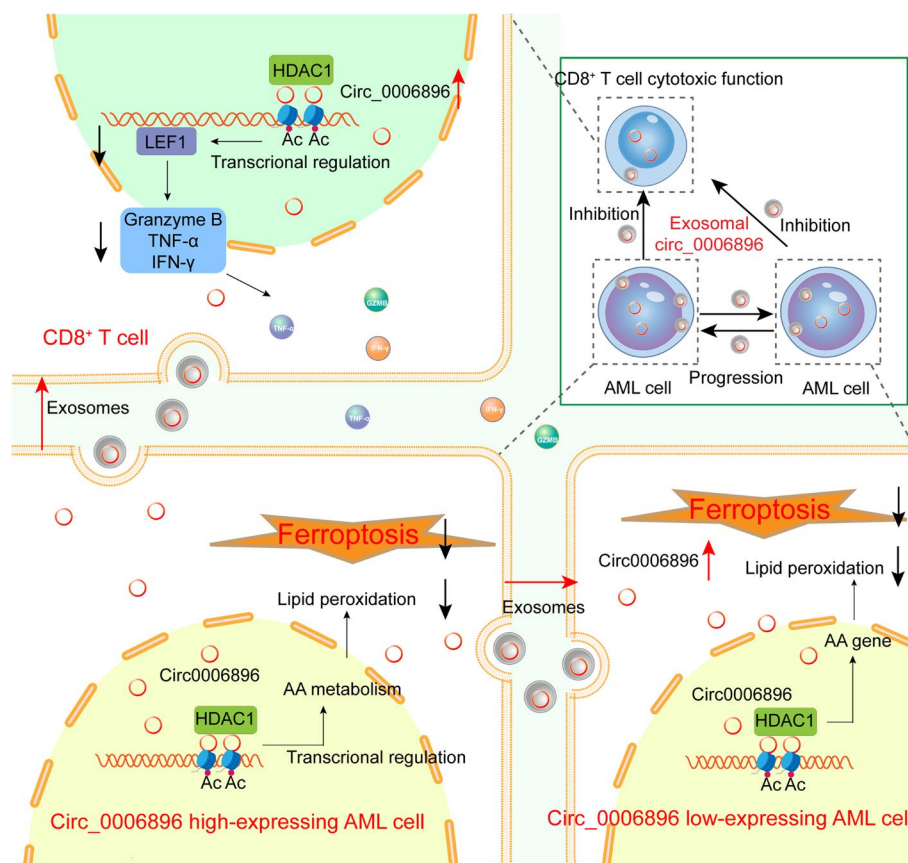 HDAC1
Circ_0006896
Ac Ac
LEF1
Transcrional regulation
Granzyme B
TNF-α
IFN-γ
GZMB
TNF-α
IFN-γ
CD8⁺ T cell
Exosomes
TNF-α
IFN-γ
GZMB
CD8⁺ T cell cytotoxic function
Inhibition
Exosomal
circ_0006896
Inhibition
Progression
AML cell
AML cell
Ferroptosis
Lipid peroxidation
Circ0006896
AA metabolism
HDAC1
Transcrional regulation
Ac Ac
Circ_0006896 high-expressing AML cell
Exosomes
Ferroptosis
Circ0006896
Lipid peroxidation
AA gene
Circ0006896
HDAC1
Ac Ac
Circ_0006896 low-expressing AML cell